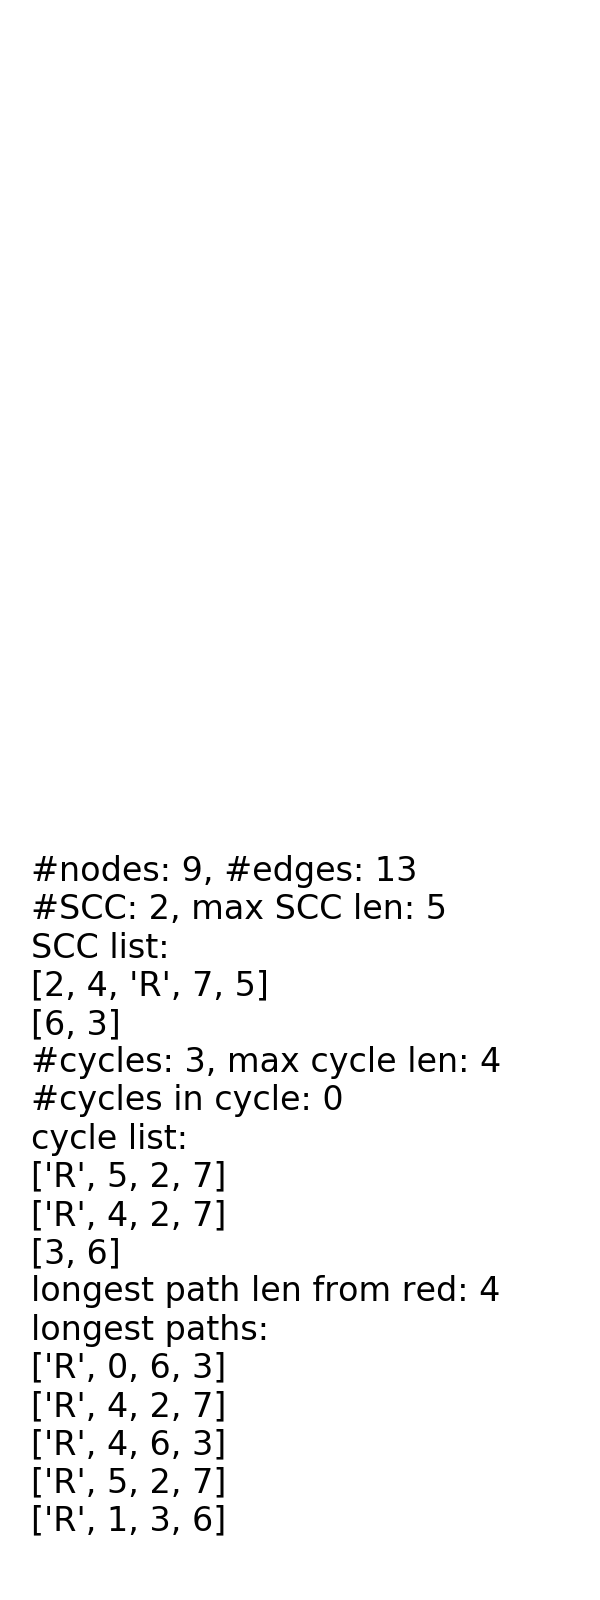 #nodes: 9, #edges: 13
#SCC: 2, max SCC len: 5
SCC list:
[2, 4, 'R', 7, 5]
[6, 3]
#cycles: 3, max cycle len: 4
#cycles in cycle: 0
cycle list:
['R', 5, 2, 7]
['R', 4, 2, 7]
[3, 6]
longest path len from red: 4
longest paths:
['R', 0, 6, 3]
['R', 4, 2, 7]
['R', 4, 6, 3]
['R', 5, 2, 7]
['R', 1, 3, 6]